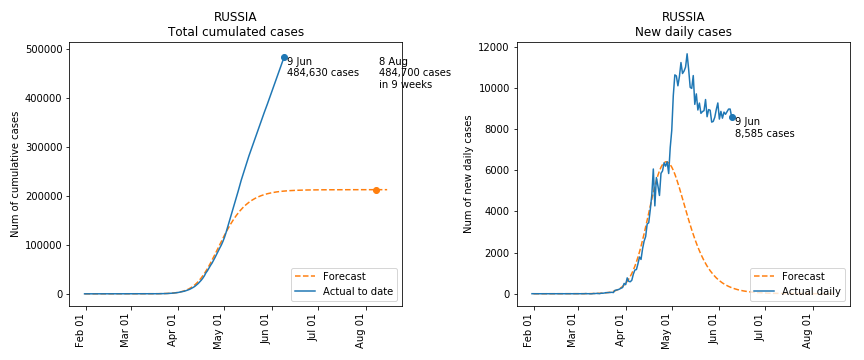 RUSSIA
Total cumulated cases
Num of cumulative cases
500000
400000
300000
200000
100000
0
9 Jun
484,630 cases
8 Aug
484,700 cases
in 9 weeks
Forecast
Actual to date
Feb 01
Mar 01
Apr 01
May 01
Jun 01
Jul 01
Aug 01
RUSSIA
New daily cases
Num of new daily cases
12000
10000
8000
6000
4000
2000
0
9 Jun
8,585 cases
Forecast
Actual daily
Feb 01
Mar 01
Apr 01
May 01
Jun 01
Jul 01
Aug 01